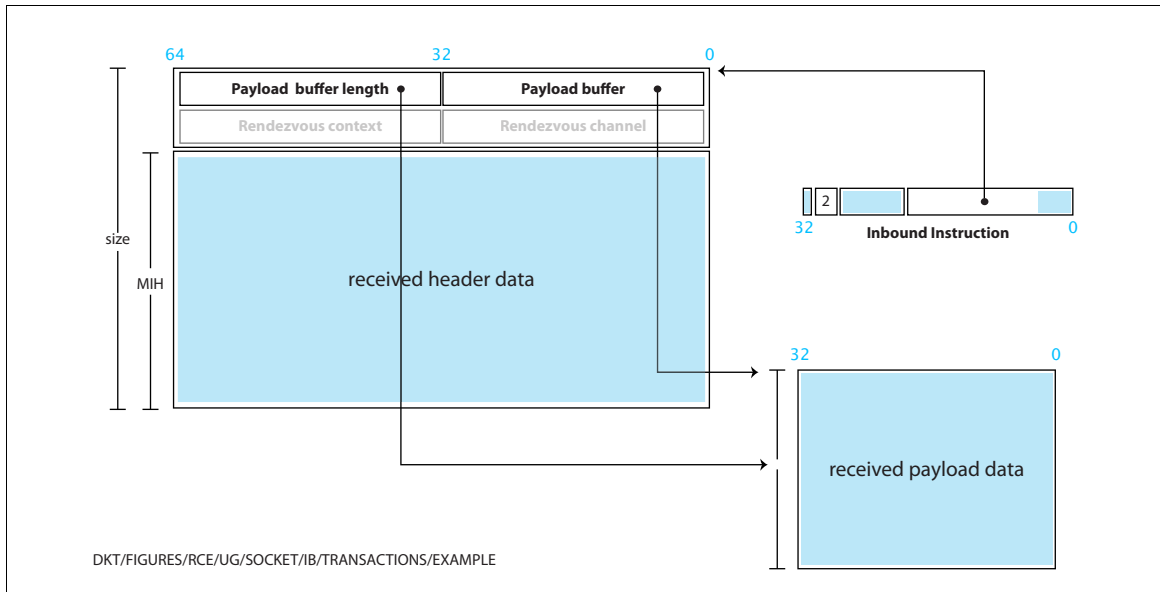 64 32 0
Payload buffer length Payload buffer
Rendezvous context Rendezvous channel
2
32 0
Inbound Instruction
size
MIH
received header data
32 0
received payload data
DKT/FIGURES/RCE/UG/SOCKET/IB/TRANSACTIONS/EXAMPLE